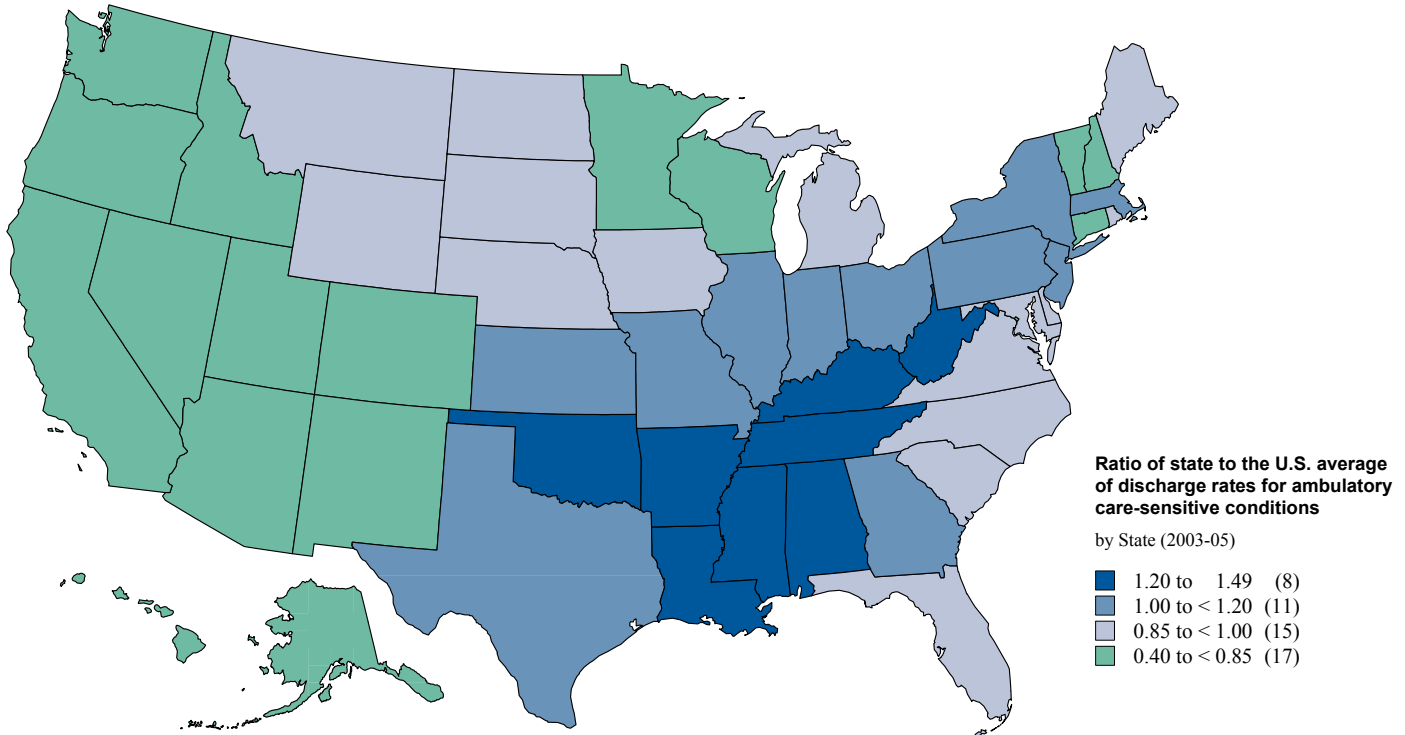 Ratio of state to the U.S. average
of discharge rates for ambulatory
care-sensitive conditions
by State (2003-05)
1.20 to 1.49 (8)
1.00 to < 1.20 (11)
0.85 to < 1.00 (15)
0.40 to < 0.85 (17)